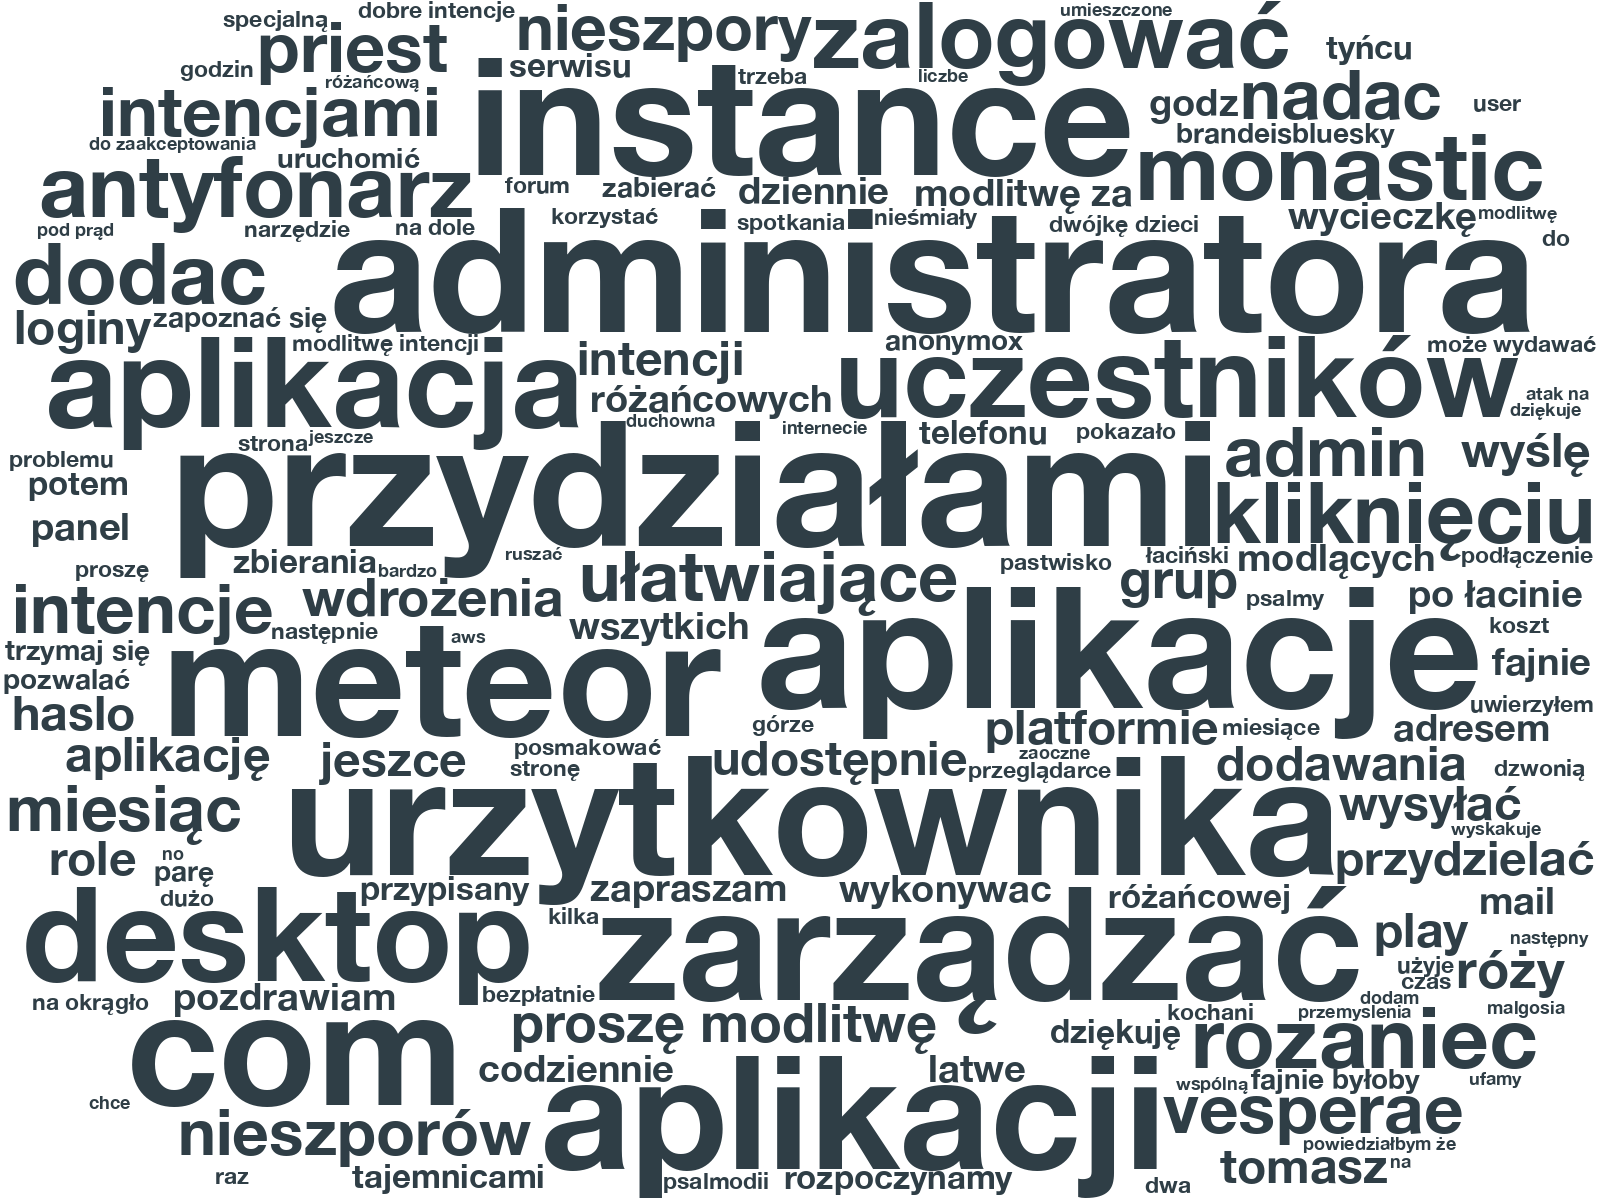 specjalną
dobre intencje
nieszpory
zalogować
umieszczone
tyńcu
priest
godzin
różańcową
serwisu
trzeba
liczbe
instance
intencjami
godz
nadac
user
brandeisbluesky
do zaakceptowania
uruchomić
monastic
antyfonarz
forum
zabierać
dziennie
modlitwę za
pod prąd
narzędzie
na dole
korzystać
spotkania
nieśmiały
dwójkę dzieci
wycieczkę
modlitwę
do
dodac
administratora
loginy
zapoznać się
modlitwę intencji
anonymox
może wydawać
aplikacja
intencji
uczestników
różańcowych
atak na
dziękuje
duchowna
internecie
telefonu
pokazało
strona
jeszcze
admin
wyślę
problemu
potem
przydziałami
kliknięciu
panel
zbierania
bardzo
ruszać
pastwisko
łaciński
modlących
podłączenie
proszę
ułatwiające
grup
psalmy
po łacinie
intencje
wdrożenia
następnie
aws
wszytkich
aplikacje
koszt
trzymaj się
meteor
fajnie
pozwalać
haslo
górze
platformie
miesiące
uwierzyłem
adresem
aplikację
jeszce
posmakować
stronę
udostępnie
zaoczne
przeglądarce
dodawania
dzwonią
miesiąc
urzytkownika
wysyłać
wyskakuje
role
no
parę
przydzielać
dużo
przypisany
zapraszam
wykonywac
różańcowej
mail
desktop
kilka
zarządzać
play
następny
użyje
czas
róży
na okrągło
pozdrawiam
bezpłatnie
dodam
kochani
przemyslenia
malgosia
com
proszę modlitwę
dziękuję
rozaniec
codziennie
latwe
wspólną
fajnie byłoby
ufamy
chce
aplikacji
vesperae
nieszporów
powiedziałbym że
raz
tajemnicami
psalmodii
rozpoczynamy
dwa
tomasz
na